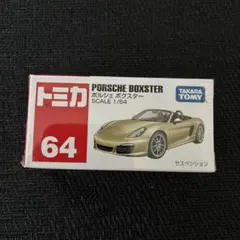 トミカ
64
PORSCHE BOXSTER
ポルシェ ボクスター
SCALE 1/64
TAKARA
TOMY
サスペンション